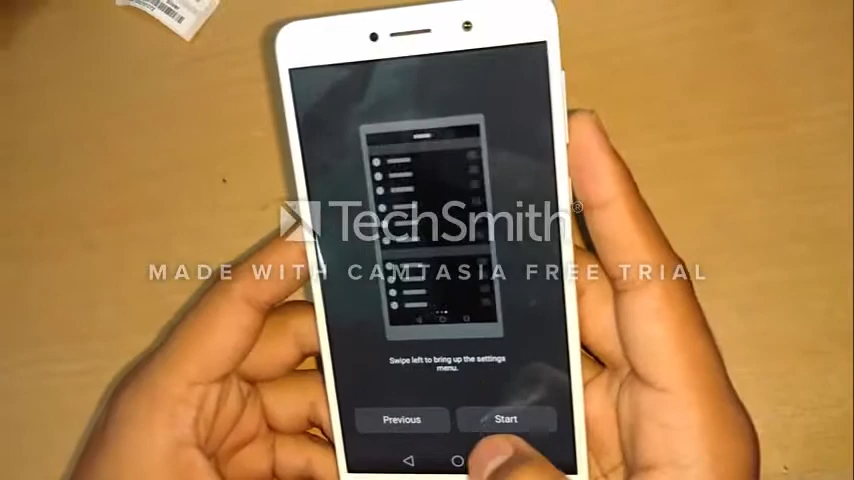 TechSmith®
MADE WITH CAMTASIA FREE TRIAL
Swipe left to bring up the settings
menu.
Previous
Start